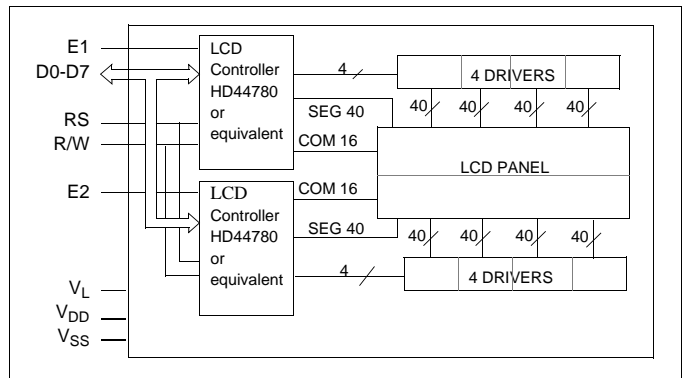 E1
D0-D7
RS
R/W
E2
VL
VDD
VSS
LCD
Controller
HD44780
or
equivalent
4
SEG 40
COM 16
4 DRIVERS
40 40 40 40
LCD PANEL
LCD
Controller
HD44780
or
equivalent
COM 16
SEG 40
4
40 40 40 40
4 DRIVERS